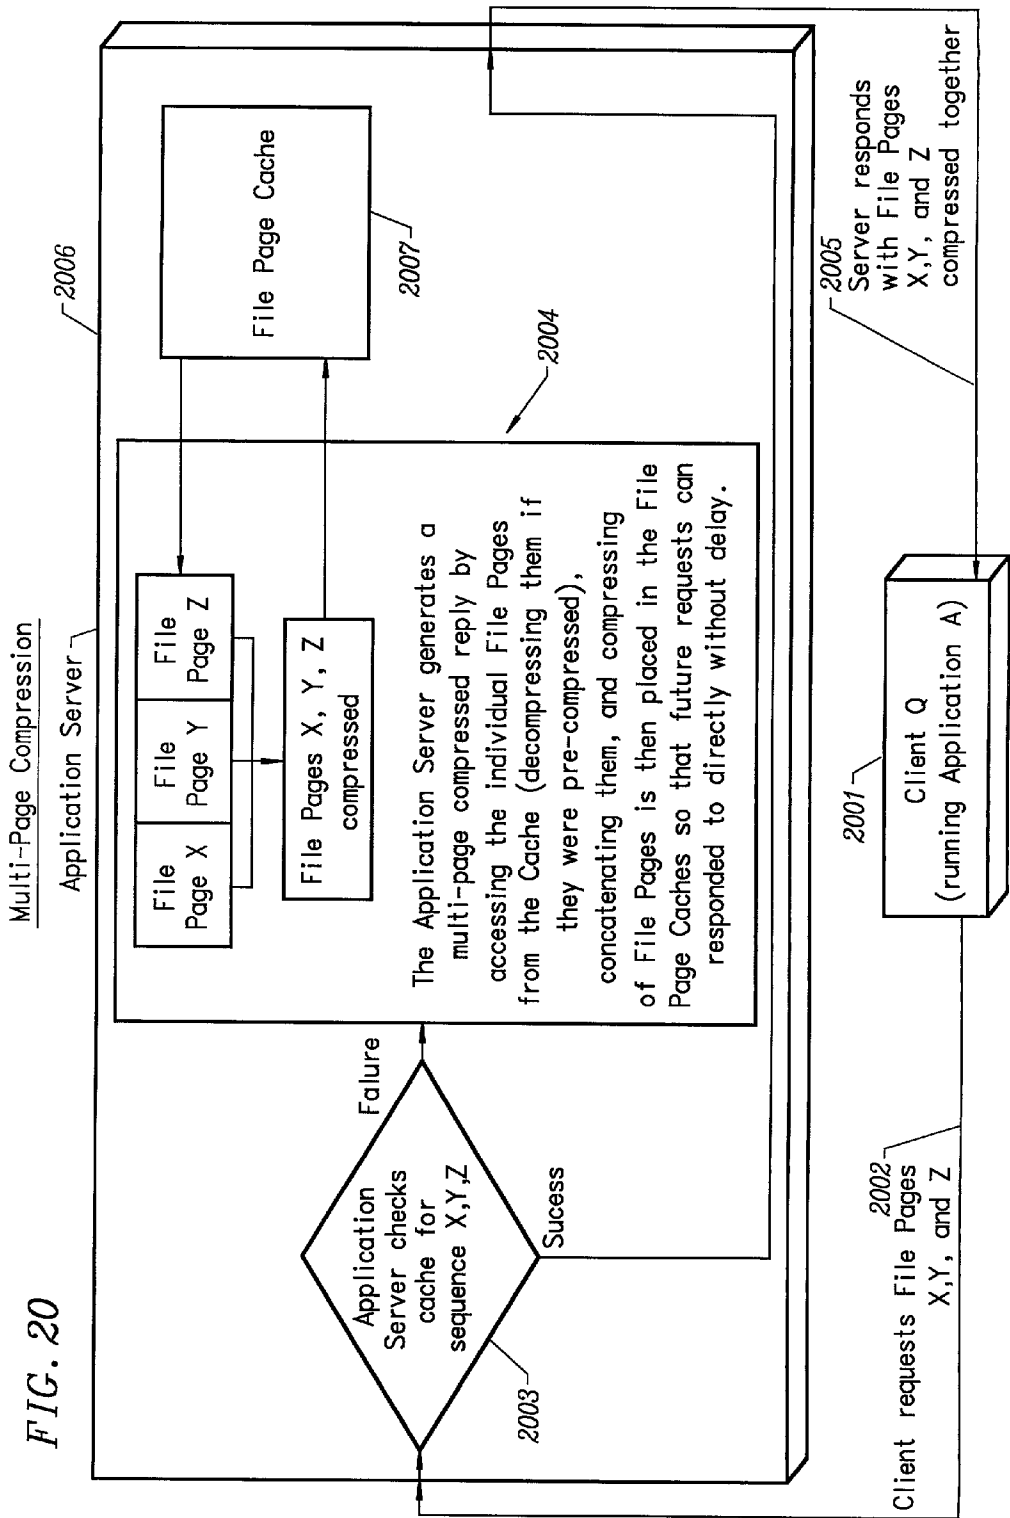 FIG. 20
Multi-Page Compression
Application Server
2006
File
Page X
File
Page Y
File
Page Z
File Pages X, Y, Z
compressed
File Page Cache
2007
2004
The Application Server generates a
multi-page compressed reply by
accessing the individual File Pages
from the Cache (decompressing them if
they were pre-compressed),
concatenating them, and compressing
of File Pages is then placed in the File
Page Caches so that future requests can
responded to directly without delay.
Application
Server checks
cache for
sequence X,Y,Z
2003
Falure
Sucess
2002
Client requests File Pages
X,Y, and Z
2001
Client Q
(running Application A)
2005
Server responds
with File Pages
X,Y, and Z
compressed together